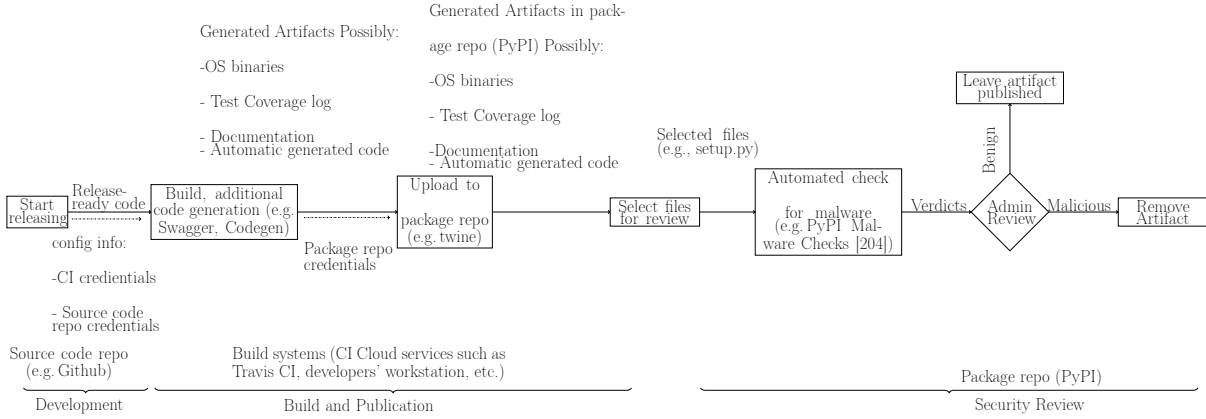 Generated Artifacts Possibly:
-OS binaries
- Test Coverage log
- Documentation
- Automatic generated code
Generated Artifacts in pack-
age repo (PyPI) Possibly:
-OS binaries
- Test Coverage log
-Documentation
- Automatic generated code
Start
releasing
Release-
ready code
config info:
-CI credientials
- Source code
repo credentials
Build, additional
code generation (e.g.
Swagger, Codegen)
Package repo
credentials
Upload to
package repo
(e.g. twine)
Select files
for review
Selected files
(e.g., setup.py)
Automated check
for malware
(e.g. PyPI Mal-
ware Checks [204])
Verdicts
Admin
Review
Benign
Leave artifact
published
Malicious
Remove
Artifact
Source code repo
(e.g. Github)
Development
Build systems (CI Cloud services such as
Travis CI, developers' workstation, etc.)
Build and Publication
Package repo (PyPI)
Security Review